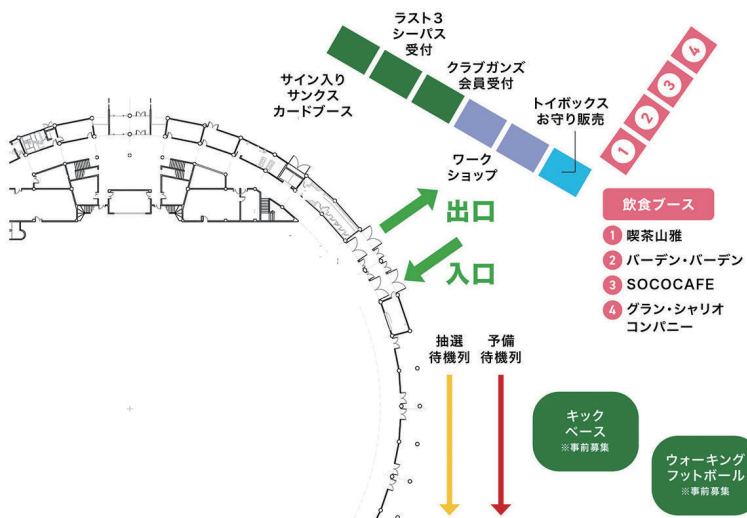 ラスト3
シーパス
受付
サイン入り
サンクス
カードブース
クラブガンズ
会員受付
トイボックス
お守り販売
ワーク
ショップ
4
3
2
1
出口
入口
飲食ブース
1 喫茶山雅
2 バーデン・バーデン
3 SOCOCAFE
4 グラン・シャリオ
コンパニー
抽選
待機列
予備
待機列
キック
ベース
※事前募集
ウォーキング
フットボール
※事前募集